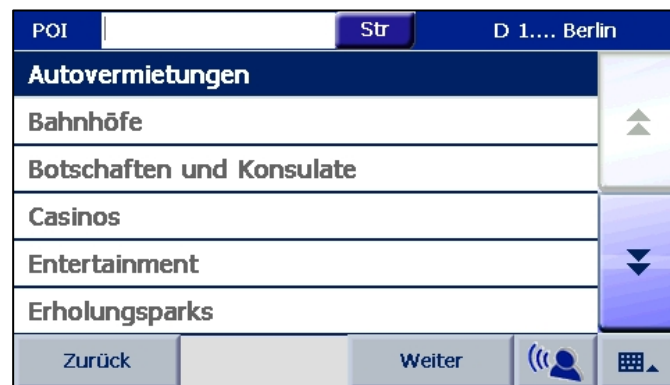 POI Str D 1.... Berlin
Autovermietungen
Bahnhöfe
Botschaften und Konsulate
Casinos
Entertainment
Erholungsparks
Zurück Weiter